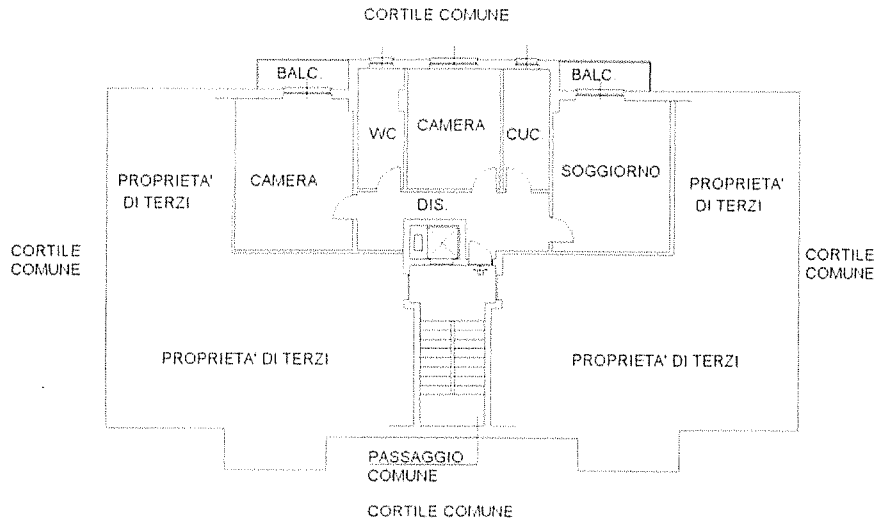 CORTILE COMUNE
BALC.
BALC.
WC
CAMERA
CUC.
PROPRIETA'
DI TERZI
CAMERA
SOGGIORNO
PROPRIETA'
DI TERZI
DIS.
CORTILE
COMUNE
CORTILE
COMUNE
PROPRIETA' DI TERZI
PROPRIETA' DI TERZI
PASSAGGIO
COMUNE
CORTILE COMUNE